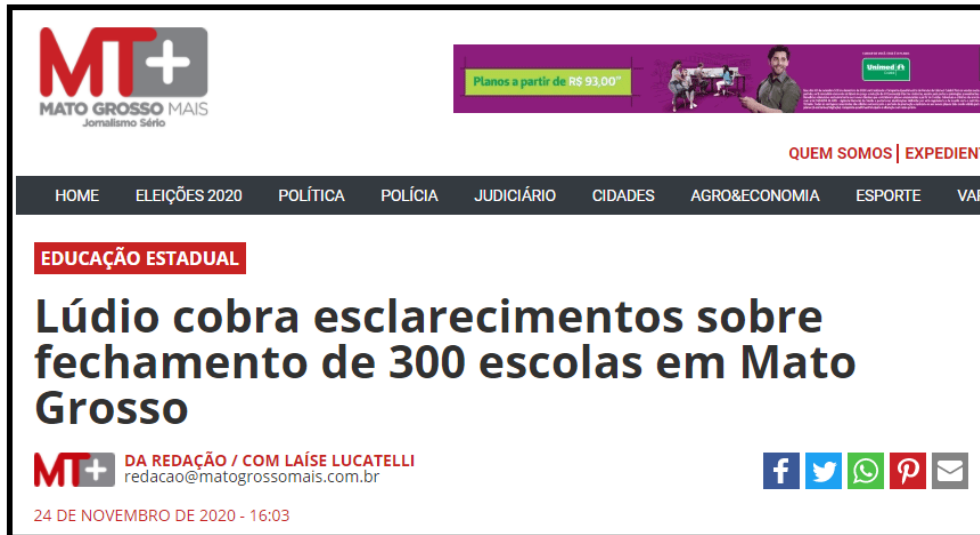 MT+
MATO GROSSO MAIS
Jornalismo Sério
Planos a partir de R$ 93,00
Unimed
QUEM SOMOS | EXPEDIEN
HOME ELEIÇÕES 2020 POLÍTICA POLÍCIA JUDICIÁRIO CIDADES AGRO&ECONOMIA ESPORTE VA
EDUCAÇÃO ESTADUAL
Lúdio cobra esclarecimentos sobre
fechamento de 300 escolas em Mato
Grosso
MT+
DA REDAÇÃO / COM LAÍSE LUCATELLI
redacao@matogrossomais.com.br
24 DE NOVEMBRO DE 2020 - 16:03